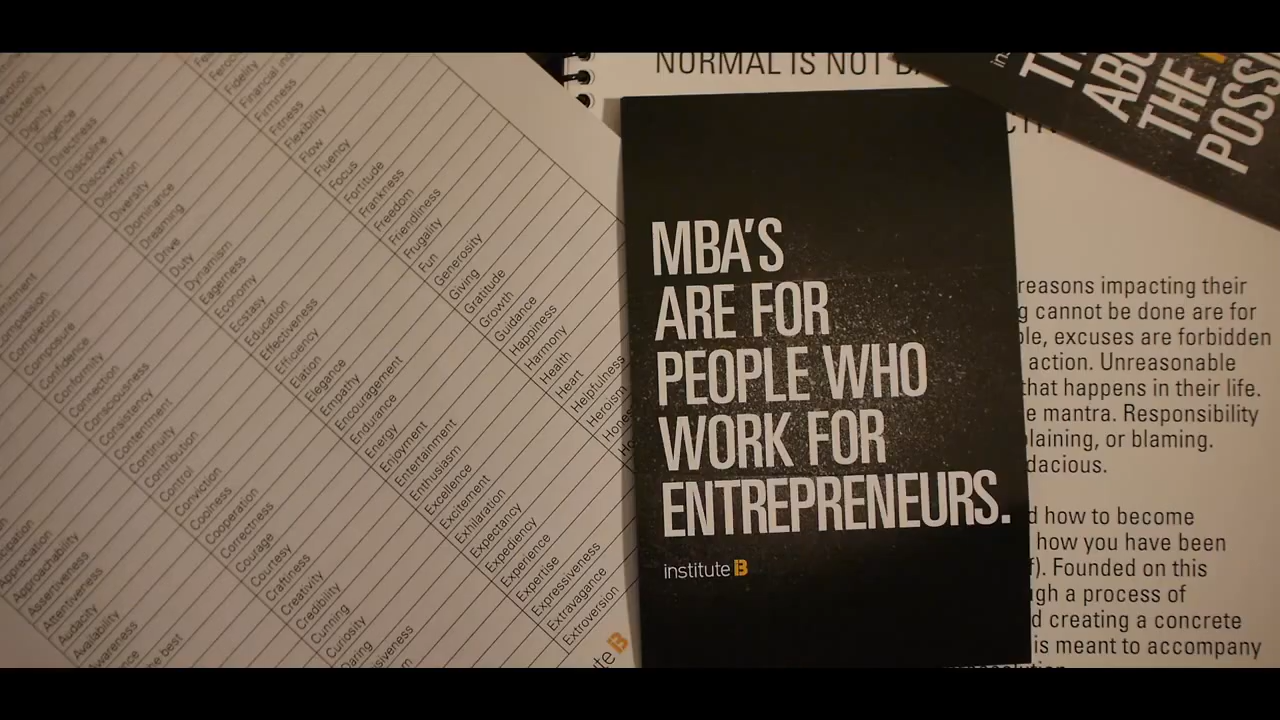 Dexterity
Dignity
Diligence
Directness
Discipline
Discovery
Discretion
Diversity
Dominance
Dreaming
Drive
Duty
Dynamism
Eagerness
Economy
Ecstasy
Education
Effectiveness
Efficiency
Elation
Elegance
Empathy
Encouragement
Endurance
Energy
Enjoyment
Entertainment
Enthusiasm
Excellence
Excitement
Exhilaration
Expectancy
Expediency
Experience
Expertise
Expressiveness
Extravagance
Extroversion
Fidelity
Financial
Firmness
Fitness
Flexibility
Flow
Fluency
Focus
Fortitude
Frankness
Freedom
Friendliness
Frugality
Fun
Generosity
Giving
Gratitude
Growth
Guidance
Happiness
Harmony
Health
Heart
Helpfulness
Heroism
Completion
Composure
Confidence
Conformity
Connection
Consciousness
Consistency
Contentment
Continuity
Contribution
Control
Conviction
Coolness
Cooperation
Correctness
Courage
Courtesy
Craftiness
Creativity
Credibility
Cunning
Curiosity
Daring
Appreciation
Approachability
Assertiveness
Attentiveness
Audacity
Availability
Awareness
the best
NORMAL IS NOT
MBA'S
ARE FOR
PEOPLE WHO
WORK FOR
ENTREPRENEURS.
institute B
THE
reasons impacting their
cannot be done are for
excuses are forbidden
action. Unreasonable
that happens in their life.
mantra. Responsibility
or blaming.
how to become
how you have been
Founded on this
a process of
creating a concrete
is meant to accompany